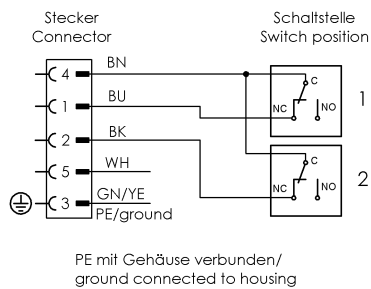 Stecker
Connector
Schaltstelle
Switch position
4 BN
1 BU
2 BK
5 WH
3 GN/YE
PE/ground
C
NC NO
1
C
NC NO
2
PE mit Gehäuse verbunden/
ground connected to housing